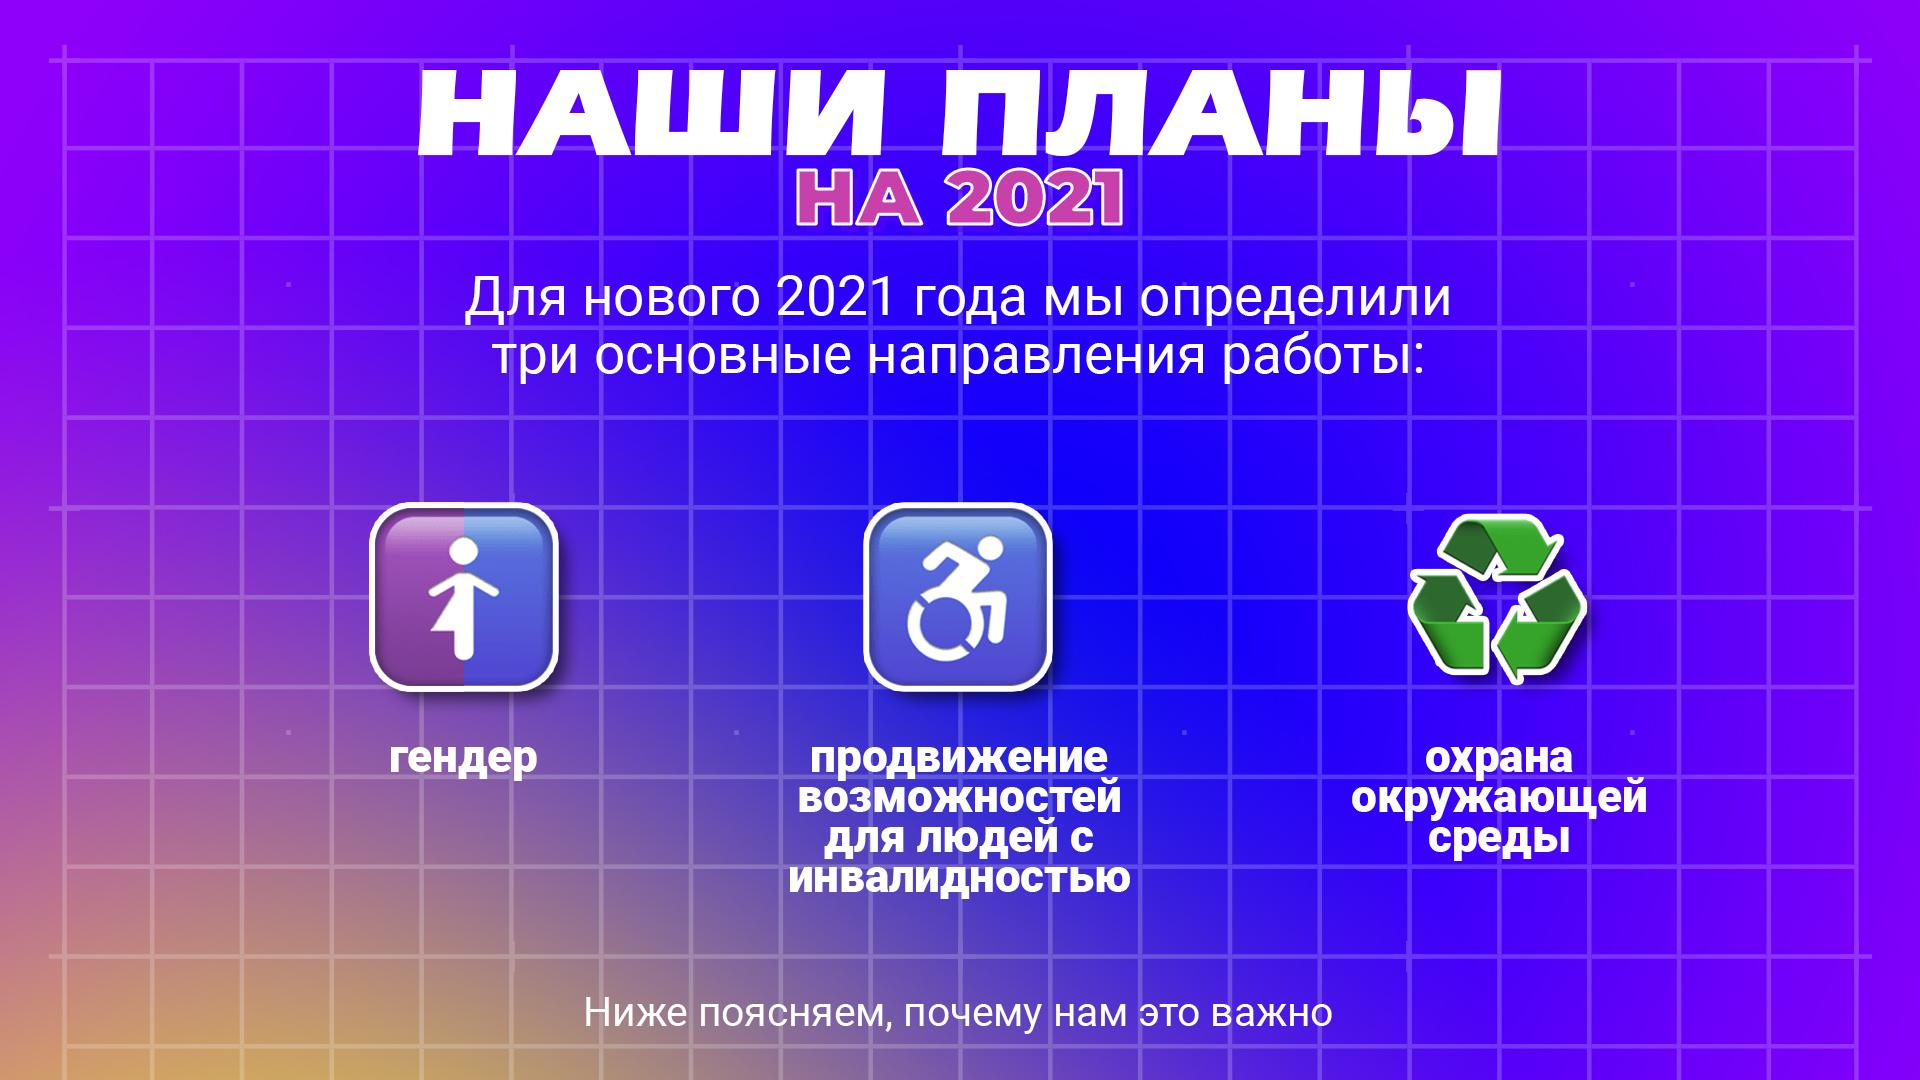 НАШИ ПЛАНЫ
НА 2021
Для нового 2021 года мы определили
три основные направления работы:
гендер
продвижение
возможностей
для людей с
инвалидностью
охрана
окружающей
среды
Ниже поясняем, почему нам это важно